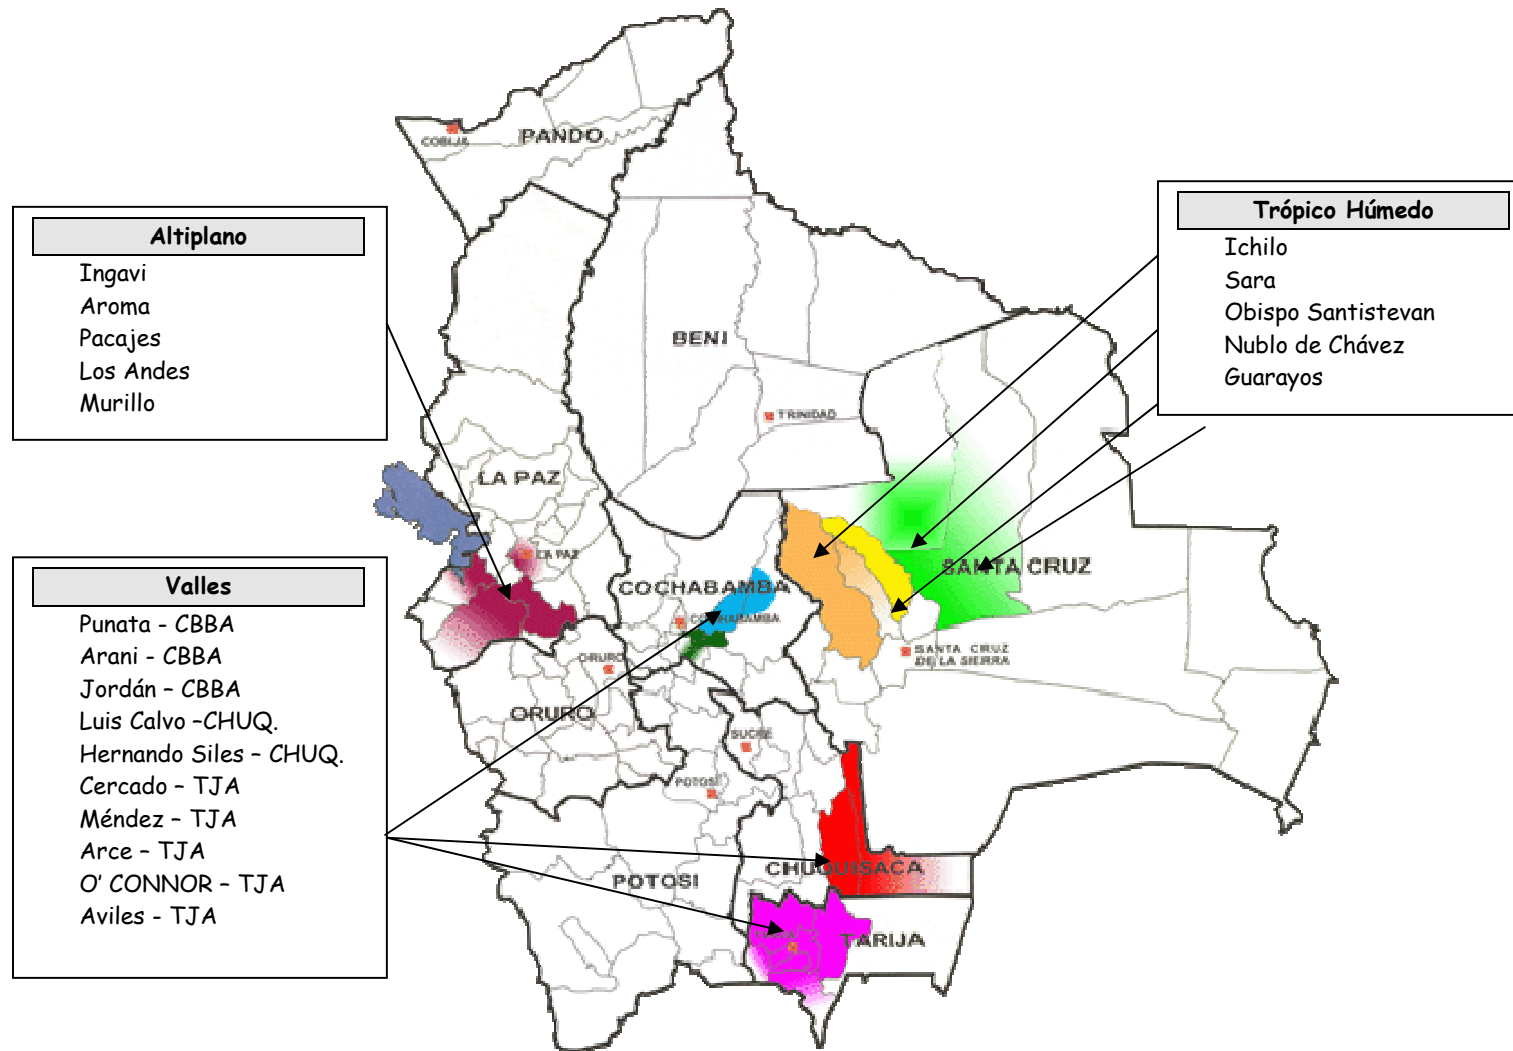 COBIJA
PANDO
Altiplano
Ingavi
Aroma
Pacajes
Los Andes
Murillo
Trópico Húmedo
Ichilo
Sara
Obispo Santistevan
Nublo de Chávez
Guarayos
BENI
TRINIDAD
LA PAZ
LA PAZ
Valles
Punata - CBBA
Arani - CBBA
Jordán – CBBA
Luis Calvo –CHUQ.
Hernando Siles – CHUQ.
Cercado – TJA
Méndez – TJA
Arce – TJA
O' CONNOR – TJA
Aviles - TJA
COCHABAMBA
COCHABAMBA
SANTA CRUZ
SANTA CRUZ
DE LA SIERRA
ORURO
ORURO
SUCRE
POTOSI
POTOSI
CHUQUISACA
TARIJA